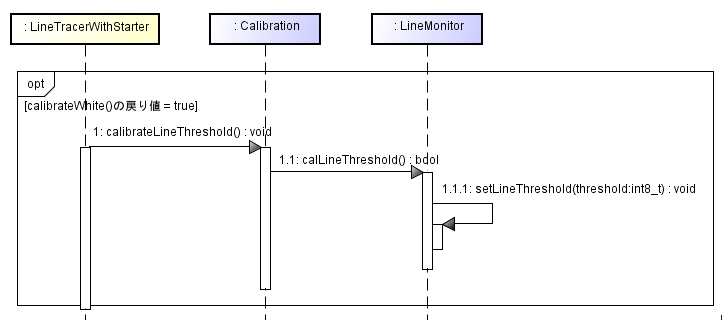 : LineTracerWithStarter
: Calibration
: LineMonitor
opt
[calibrateWhite()の戻り値 = true]
1: calibrateLineThreshold() : void
1.1: calLineThreshold() : bool
1.1.1: setLineThreshold(threshold:int8_t) : void